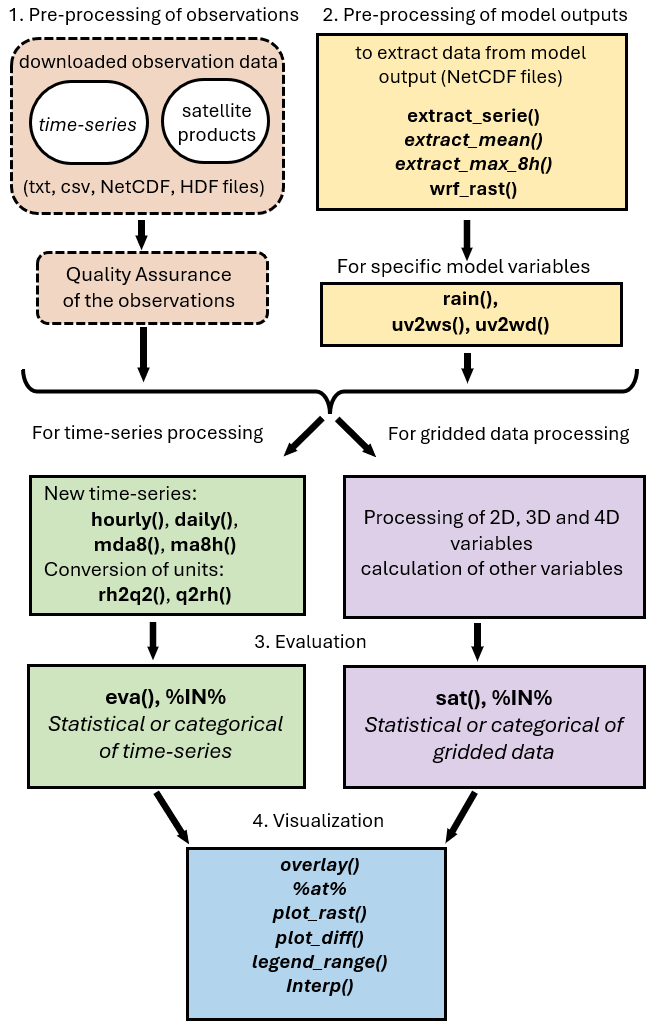 1. Pre-processing of observations
downloaded observation data
time-series
satellite
products
(txt, csv, NetCDF, HDF files)
Quality Assurance
of the observations
2. Pre-processing of model outputs
to extract data from model
output (NetCDF files)
extract_serie()
extract_mean()
extract_max_8h()
wrf_rast()
For specific model variables
rain(),
uv2ws(), uv2wd()
For time-series processing
New time-series:
hourly(), daily(),
mda8(), ma8h()
Conversion of units:
rh2q2(), q2rh()
For gridded data processing
Processing of 2D, 3D and 4D
variables
calculation of other variables
3. Evaluation
eva(), %IN%
Statistical or categorical
of time-series
sat(), %IN%
Statistical or categorical of
gridded data
4. Visualization
overlay()
%at%
plot_rast()
plot_diff()
legend_range()
Interp()